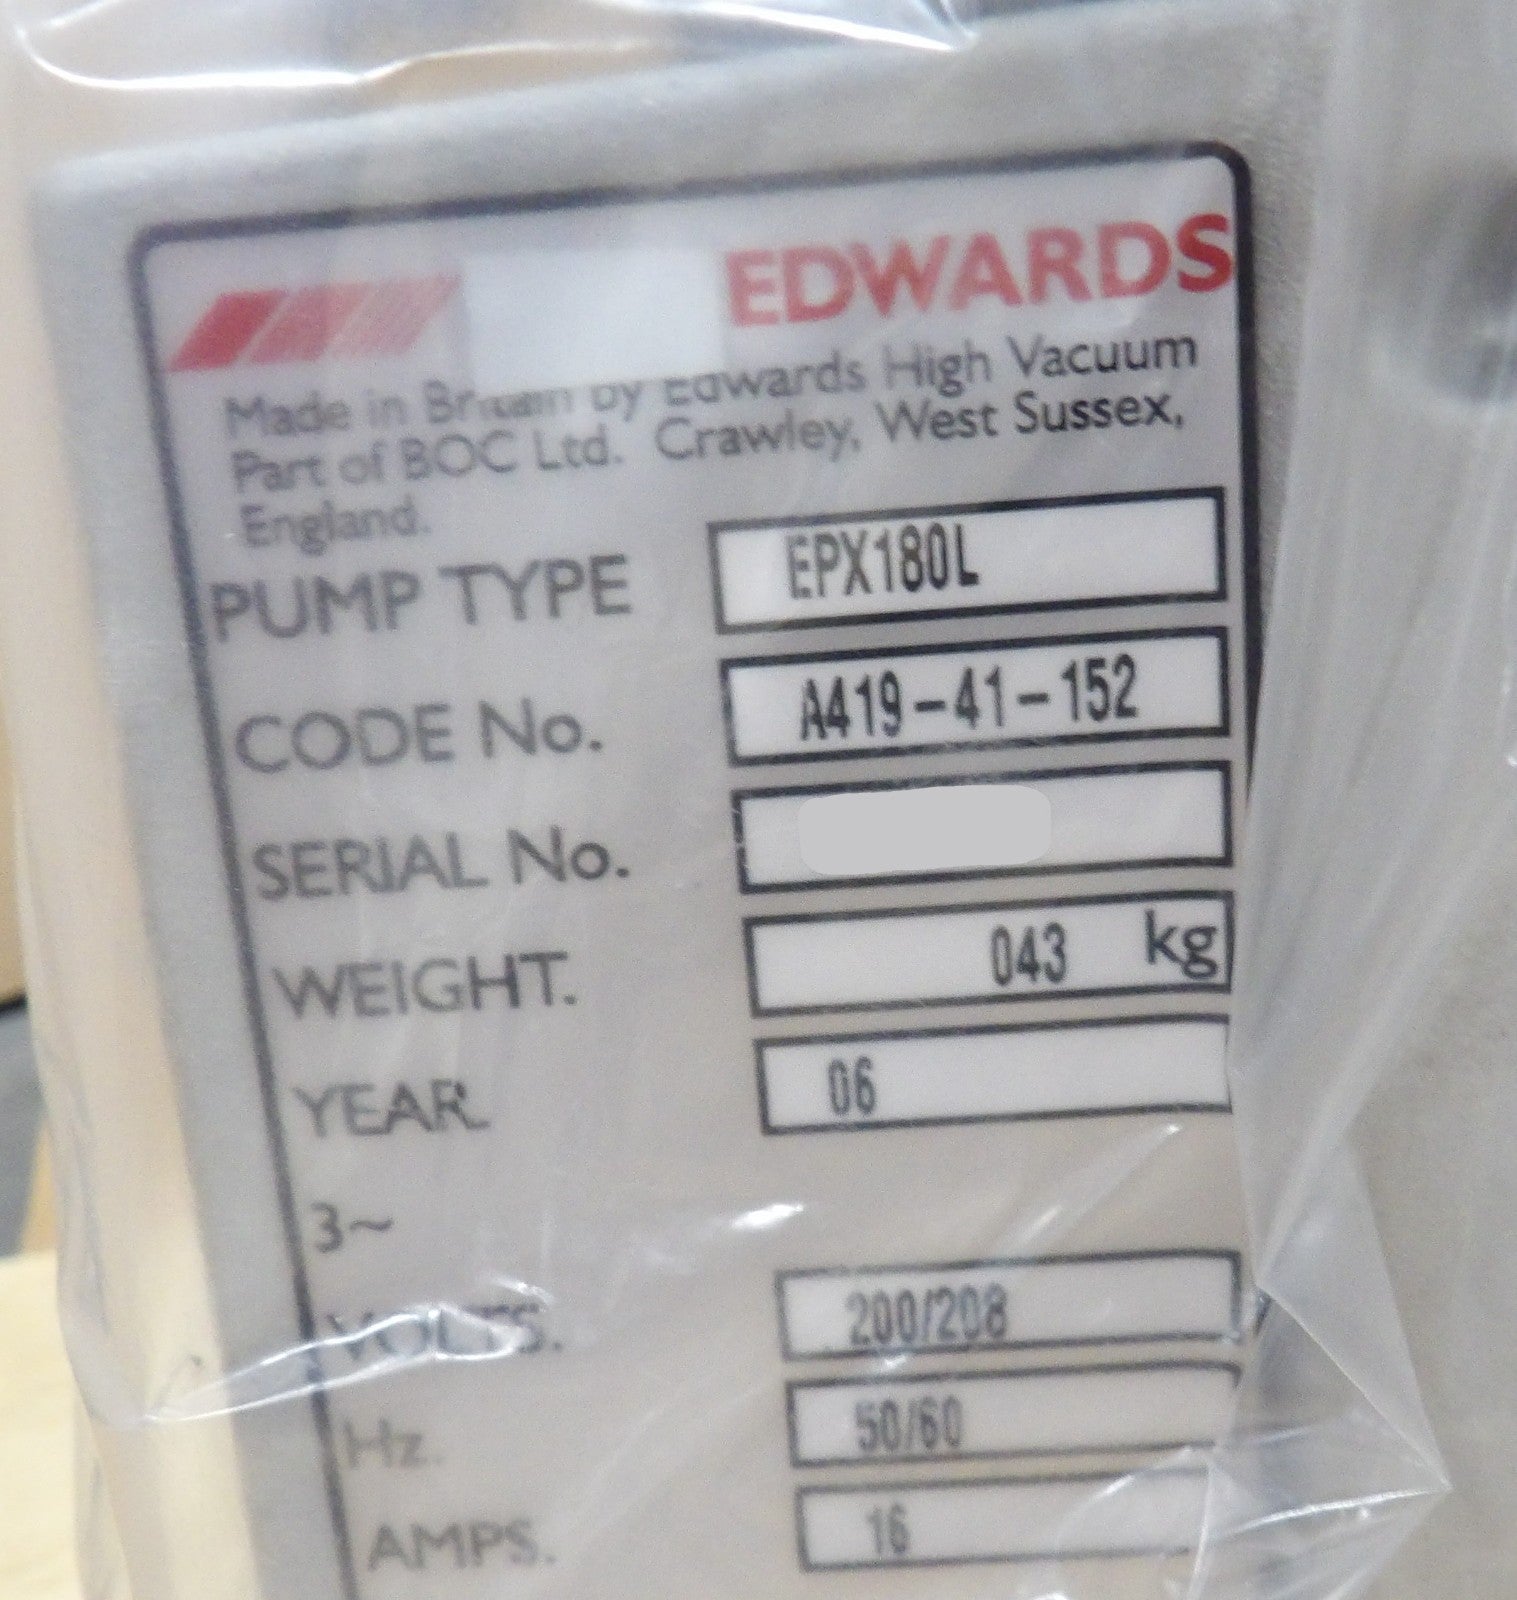 EDWARDS
Made in Britain by Edwards High Vacuum
Part of BOC Ltd. Crawley, West Sussex,
England.
PUMP TYPE EPX180L
CODE No. A419-41-152
SERIAL No.
WEIGHT. 043 kg
YEAR. 06
3~
VOLTS. 200/208
Hz. 50/60
AMPS. 16